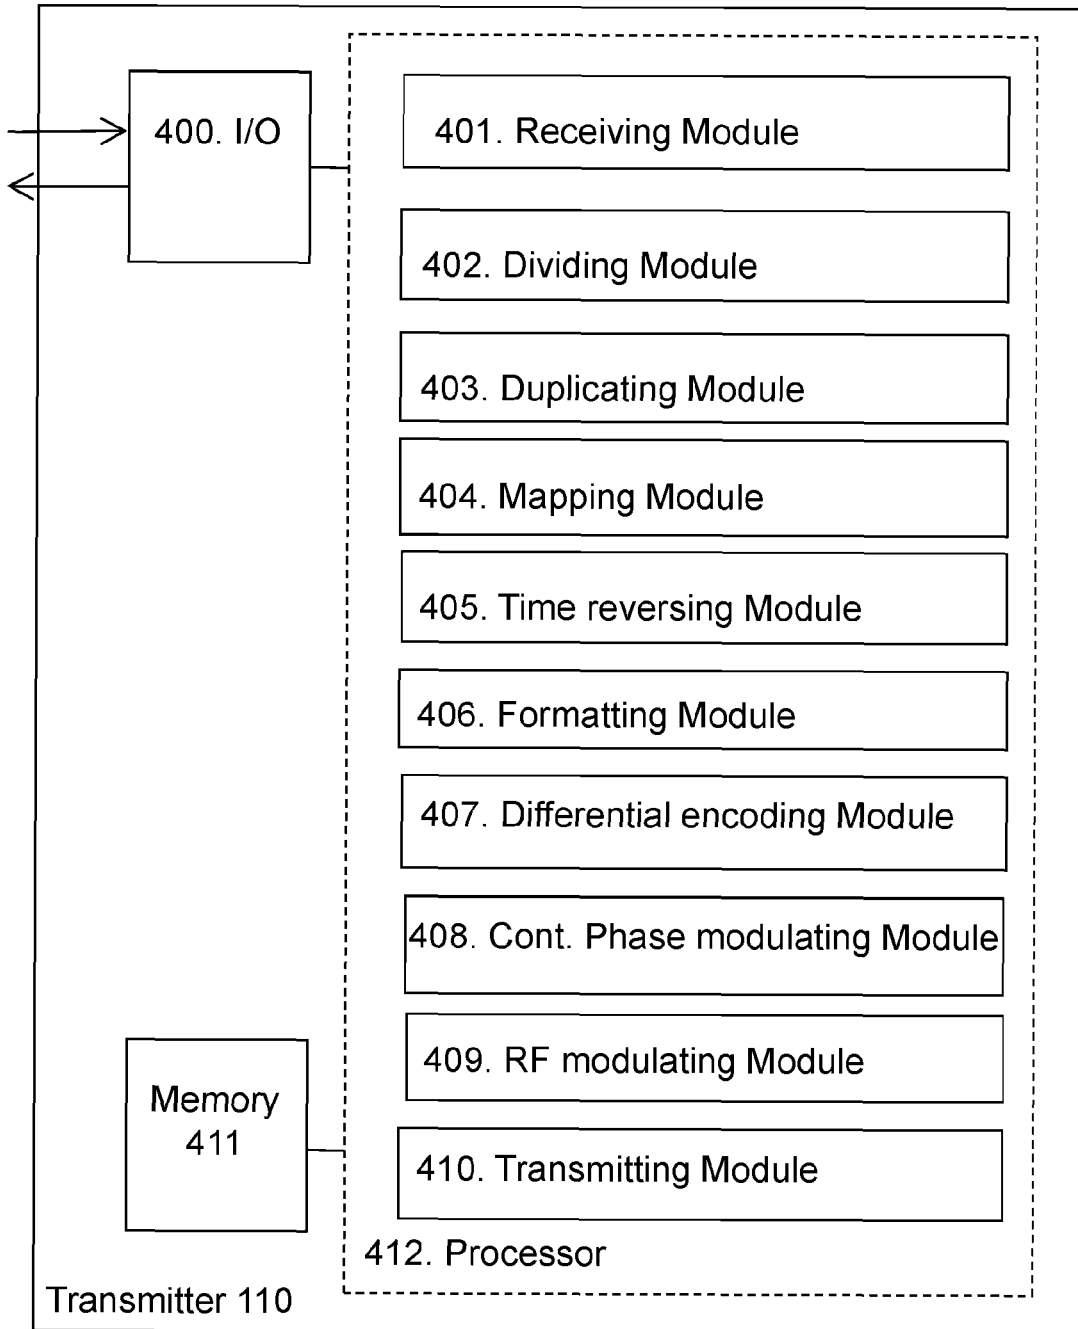 400. I/O
401. Receiving Module
402. Dividing Module
403. Duplicating Module
404. Mapping Module
405. Time reversing Module
406. Formatting Module
407. Differential encoding Module
408. Cont. Phase modulating Module
409. RF modulating Module
Memory
411
410. Transmitting Module
412. Processor
Transmitter 110